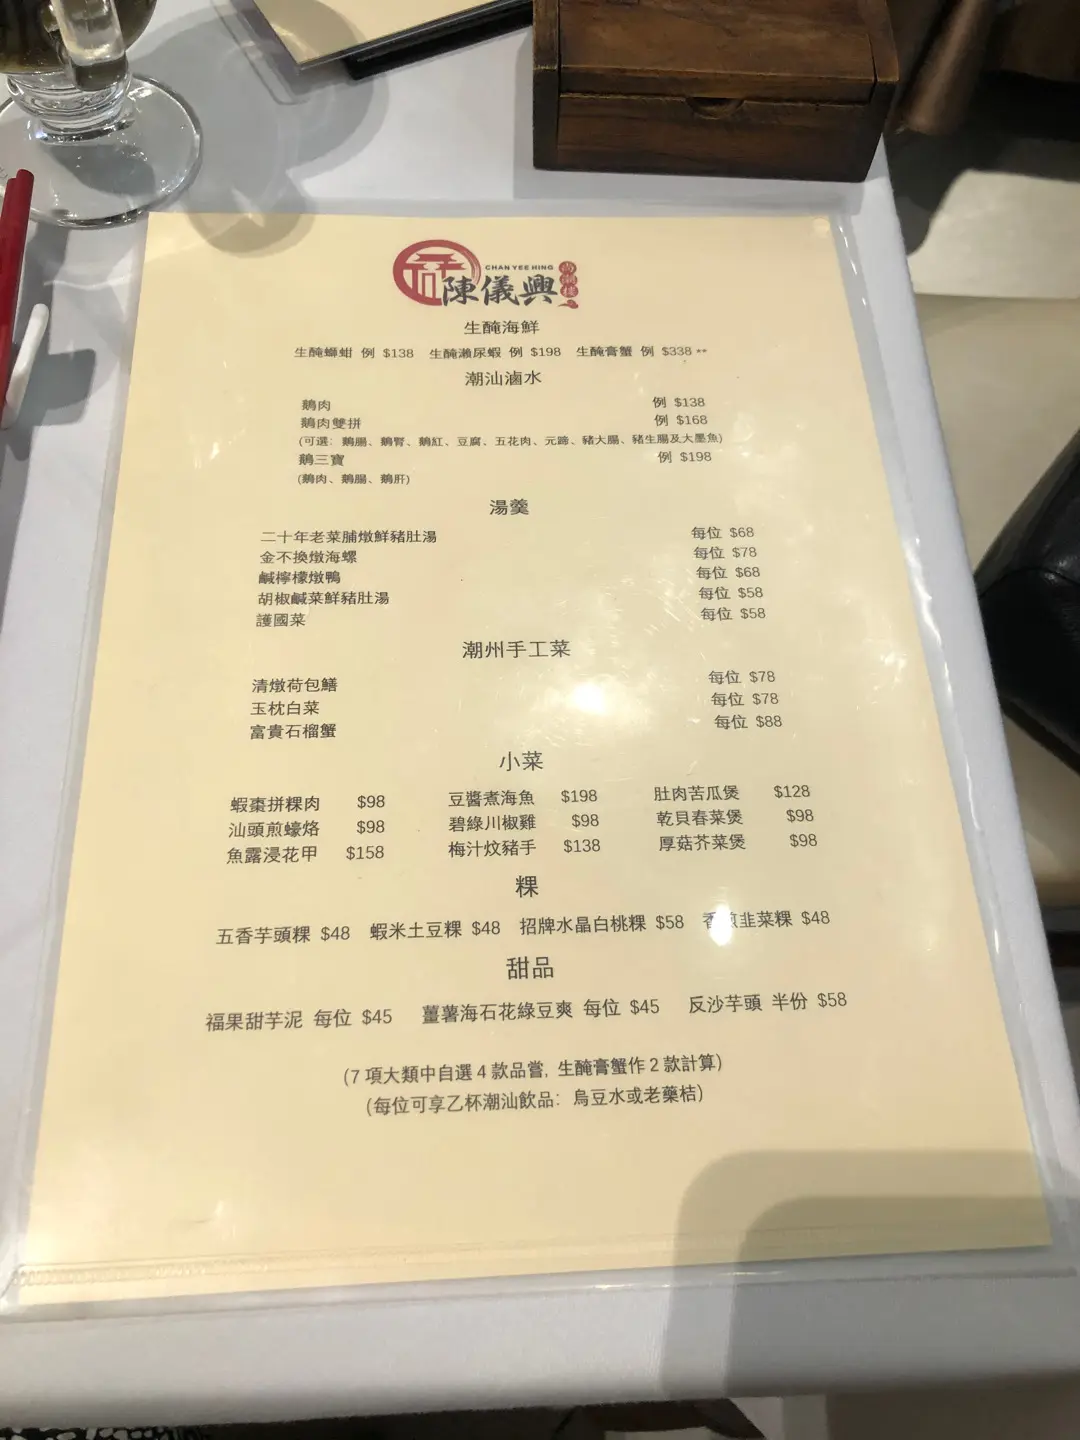 CHAN YEE HING
陳儀興 尚潮樓
生醃海鮮
生醃螄蚶 例 $138 生醃瀨尿蝦 例 $198 生醃膏蟹 例 $338 **
潮汕滷水
鵝肉 例 $138
鵝肉雙拼 例 $168
(可選: 鵝腸、鵝腎、鵝紅、豆腐、五花肉、元蹄、豬大腸、豬生腸及大墨魚)
鵝三寶 例 $198
(鵝肉、鵝腸、鵝肝)
湯羹
二十年老菜脯燉鮮豬肚湯 每位 $68
金不換燉海螺 每位 $78
鹹檸檬燉鴨 每位 $68
胡椒鹹菜鮮豬肚湯 每位 $58
護國菜 每位 $58
潮州手工菜
清燉荷包鱔 每位 $78
玉枕白菜 每位 $78
富貴石榴蟹 每位 $88
小菜
蝦棗拼粿肉 $98 豆醬煮海魚 $198 肚肉苦瓜煲 $128
汕頭煎蠔烙 $98 碧綠川椒雞 $98 乾貝春菜煲 $98
魚露浸花甲 $158 梅汁炆豬手 $138 厚菇芥菜煲 $98
粿
五香芋頭粿 $48 蝦米土豆粿 $48 招牌水晶白桃粿 $58 香煎韭菜粿 $48
甜品
福果甜芋泥 每位 $45 薑薯海石花綠豆爽 每位 $45 反沙芋頭 半份 $58
(7 項大類中自選 4 款品嘗, 生醃膏蟹作 2 款計算)
(每位可享乙杯潮汕飲品: 烏豆水或老藥桔)